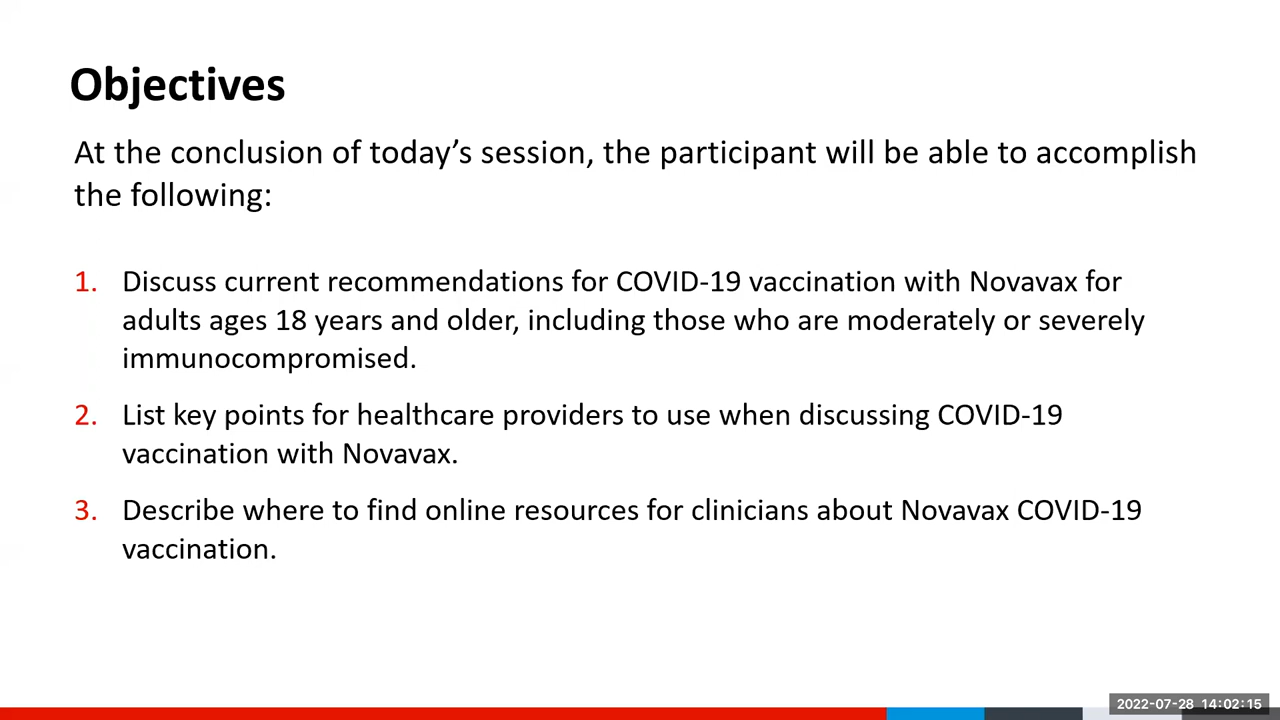 Objectives
At the conclusion of today's session, the participant will be able to accomplish
the following:
1. Discuss current recommendations for COVID-19 vaccination with Novavax for
adults ages 18 years and older, including those who are moderately or severely
immunocompromised.
2. List key points for healthcare providers to use when discussing COVID-19
vaccination with Novavax.
3. Describe where to find online resources for clinicians about Novavax COVID-19
vaccination.
2022-07-28 14:02:15